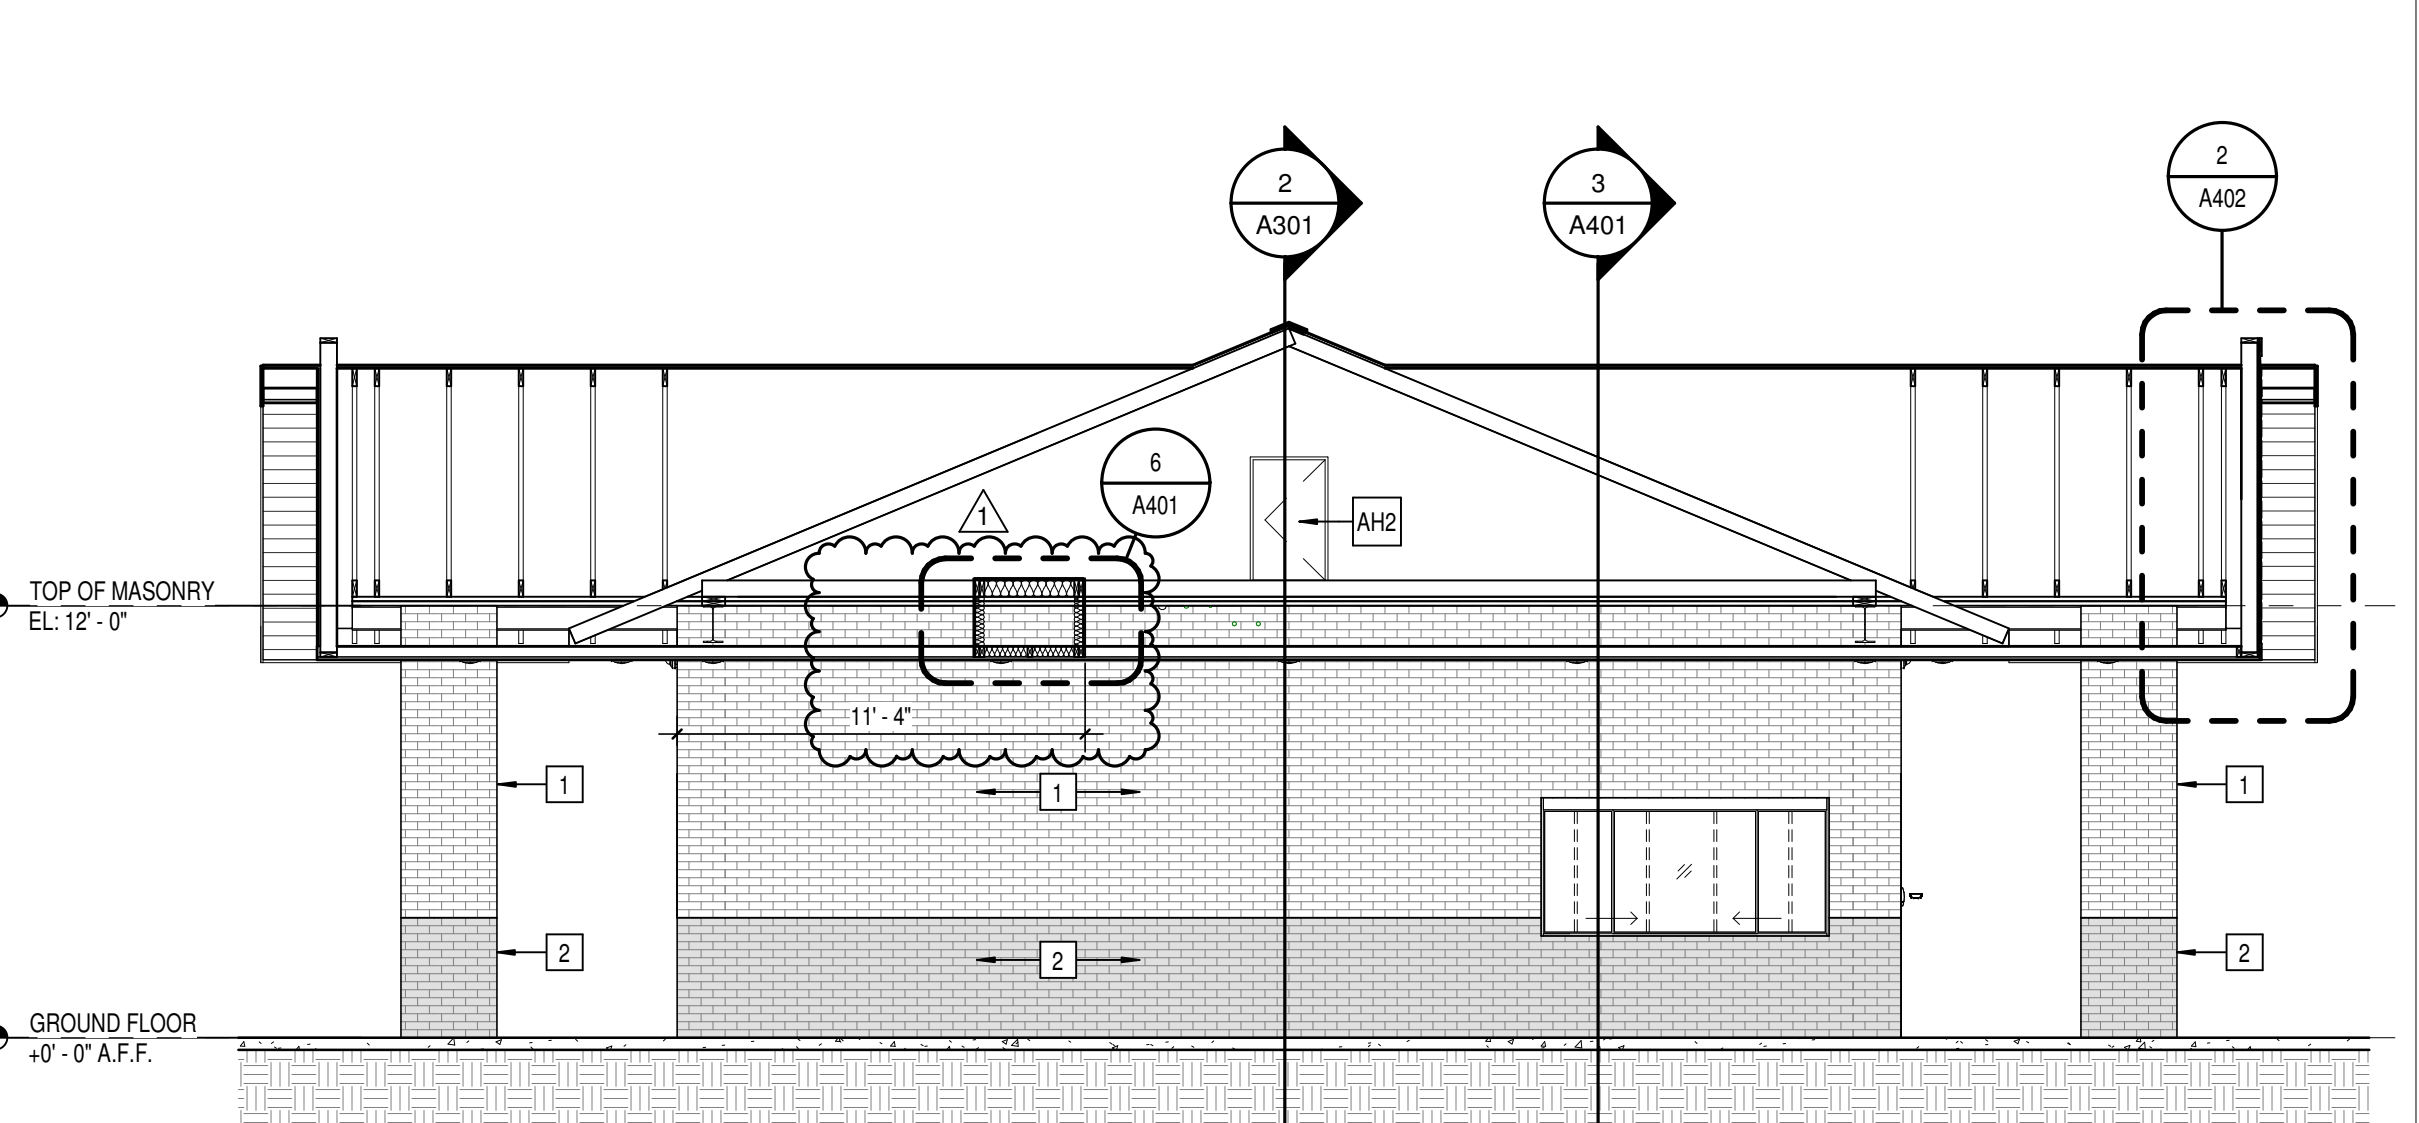 2
A301
3
A401
2
A402
6
A401
1
AH2
TOP OF MASONRY
EL: 12' - 0"
11' - 4"
1
1
1
2
2
2
GROUND FLOOR
+0' - 0" A.F.F.